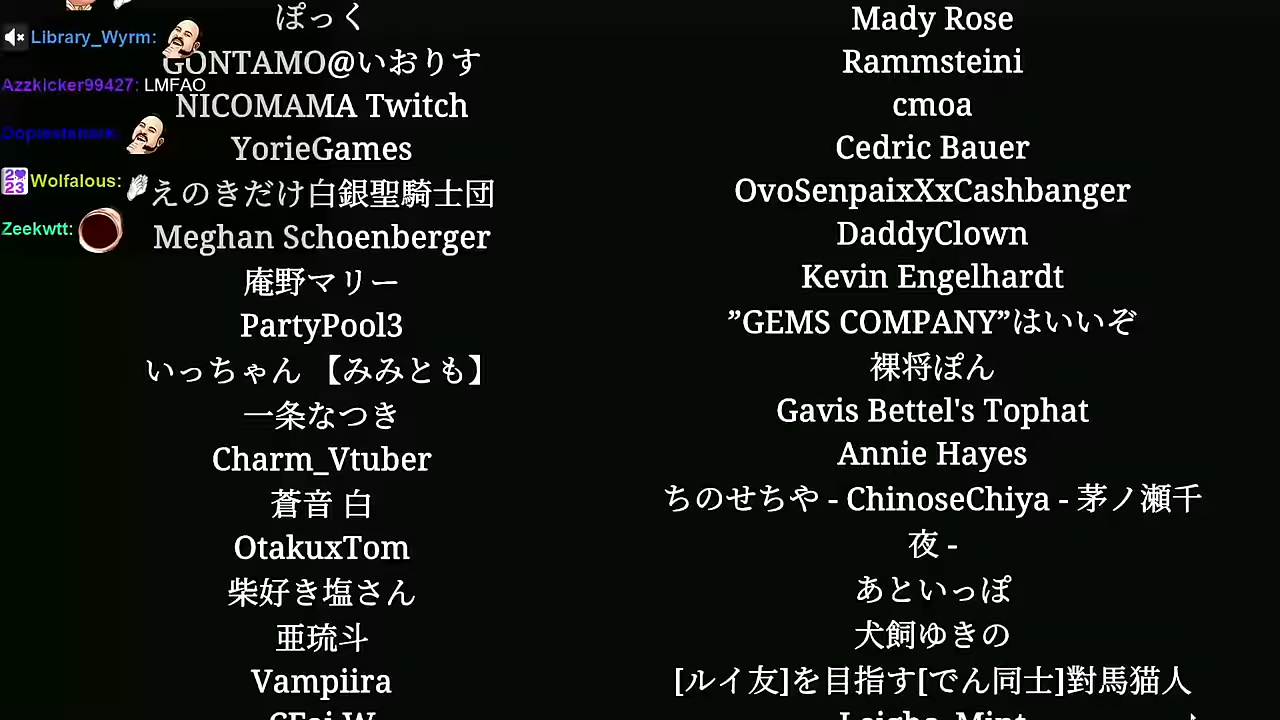 Library_Wyrm:
Azzkicker99427: LMFAO
Wolfalous:
Zeekwtt:
ぽっく
GONTAMO@いおりす
NICOMAMA Twitch
YorieGames
えのきだけ白銀聖騎士団
Meghan Schoenberger
庵野マリー
PartyPool3
いっちゃん 【みみとも】
一条なつき
Charm_Vtuber
蒼音 白
OtakuxTom
柴好き塩さん
亜琉斗
Vampiira
Mady Rose
Rammsteini
cmoa
Cedric Bauer
OvoSenpaixXxCashbanger
DaddyClown
Kevin Engelhardt
”GEMS COMPANY”はいいぞ
裸将ぽん
Gavis Bettel's Tophat
Annie Hayes
ちのせちや - ChinoseChiya - 茅ノ瀬千
夜 -
あといっぽ
犬飼ゆきの
[ルイ友]を目指す[でん同士]對馬猫人